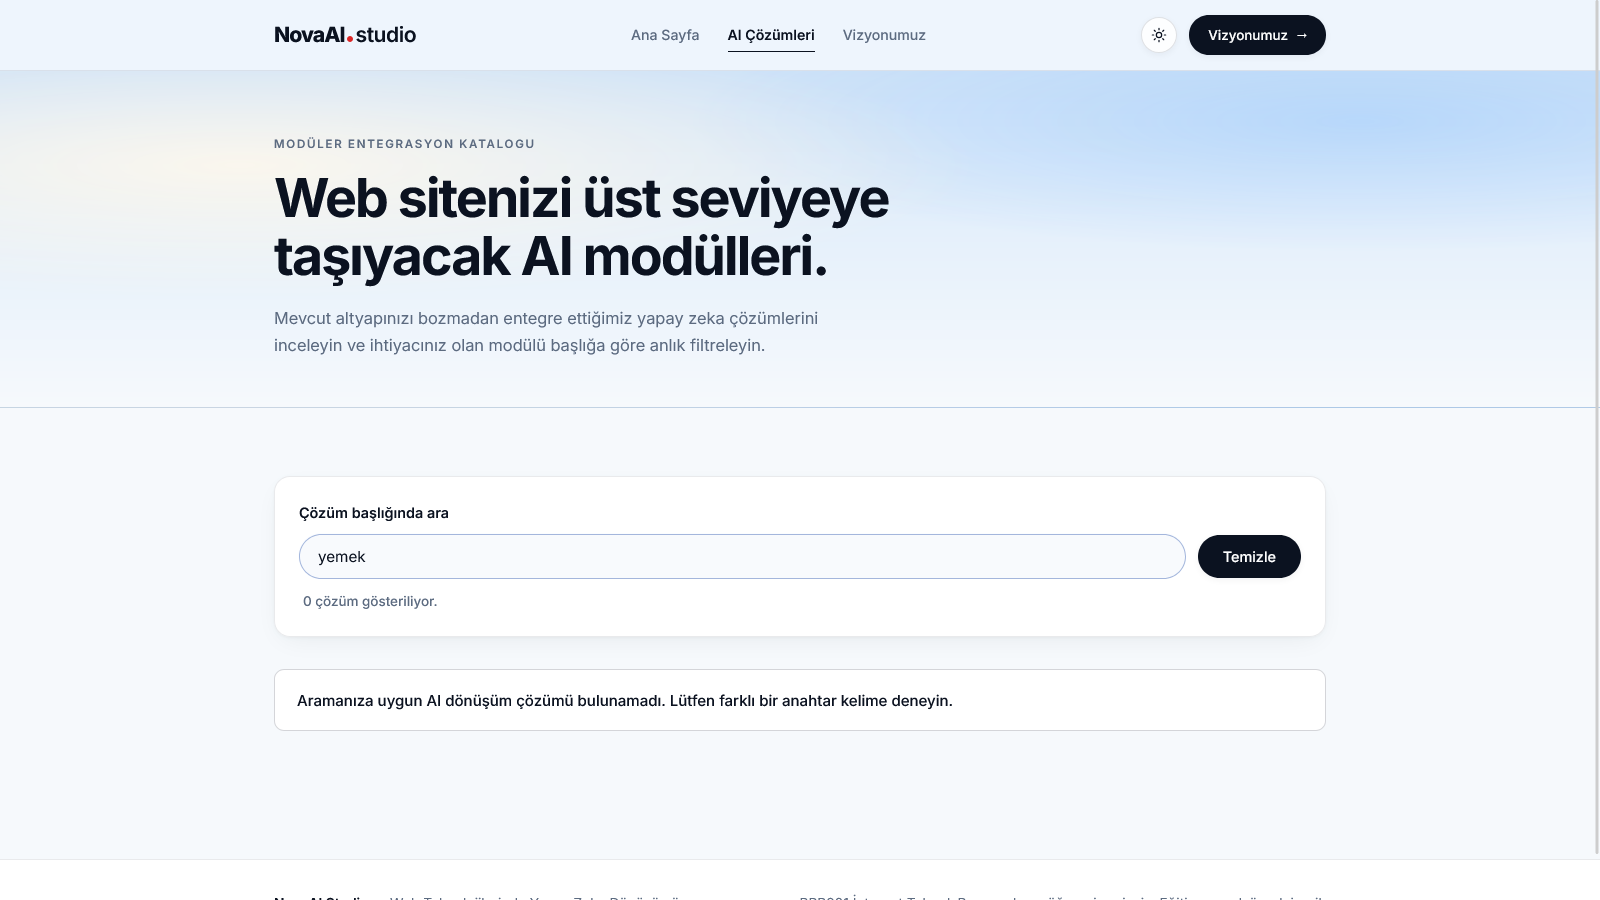 NovaAI.studio
Ana Sayfa
AI Çözümleri
Vizyonumuz
Vizyonumuz →
MODÜLER ENTEGRASYON KATALOGU
Web sitenizi üst seviyeye
taşıyacak AI modülleri.
Mevcut altyapınızı bozmadan entegre ettiğimiz yapay zeka çözümlerini
inceleyin ve ihtiyacınız olan modülü başlığa göre anlık filtreleyin.
Çözüm başlığında ara
yemek
Temizle
0 çözüm gösteriliyor.
Aramanıza uygun AI dönüşüm çözümü bulunamadı. Lütfen farklı bir anahtar kelime deneyin.